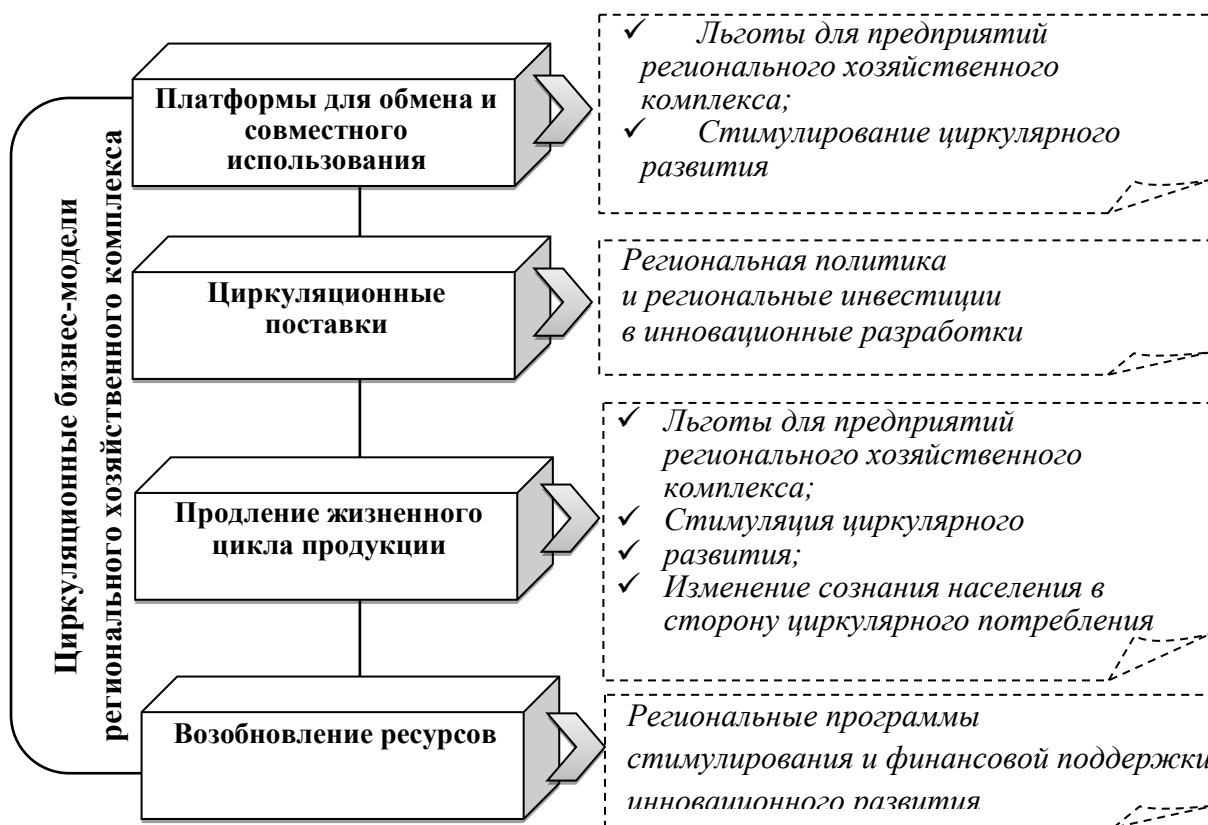 Циркуляционные бизнес-модели
регионального хозяйственного комплекса
Платформы для обмена и
совместного
использования
✓ Льготы для предприятий
регионального хозяйственного
комплекса;
✓ Стимулирование циркулярного
развития
Циркуляционные
поставки
Региональная политика
и региональные инвестиции
в инновационные разработки
Продление жизненного
цикла продукции
✓ Льготы для предприятий
регионального хозяйственного
комплекса;
✓ Стимуляция циркулярного
✓ развития;
✓ Изменение сознания населения в
сторону циркулярного потребления
Возобновление ресурсов
Региональные программы
стимулирования и финансовой поддержки
инновационного развития